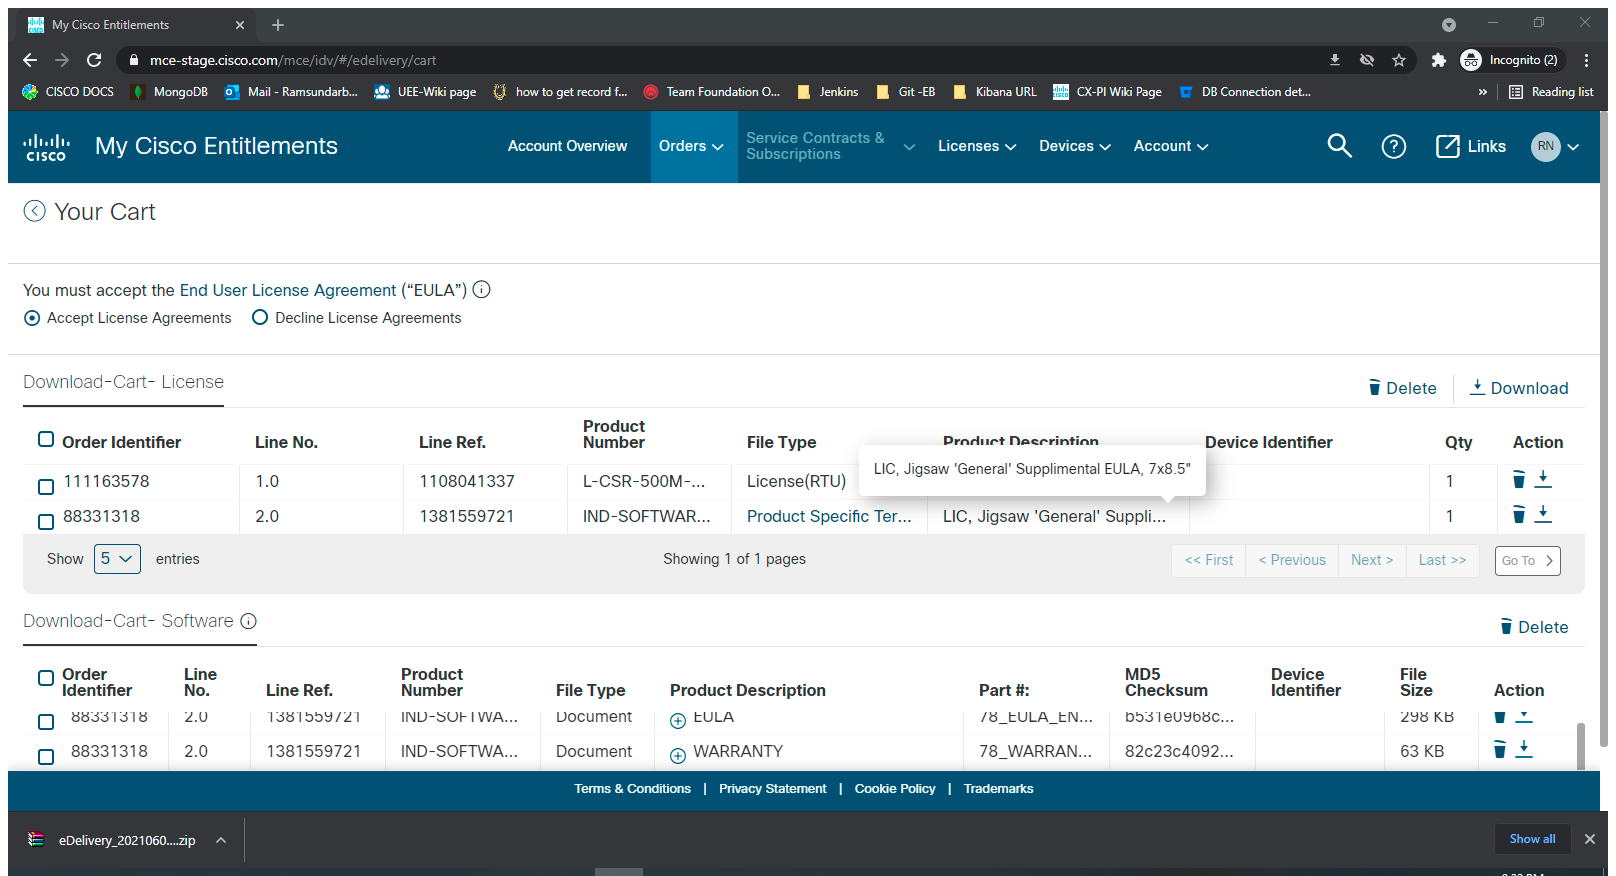 My Cisco Entitlements
mce-stage.cisco.com/mce/idv/#/edelivery/cart
Incognito (2)
CISCO DOCS
MongoDB
Mail - Ramsundarb...
UEE-Wiki page
how to get record f...
Team Foundation O...
Jenkins
Git -EB
Kibana URL
CX-PI Wiki Page
DB Connection det...
»
Reading list
CISCO
My Cisco Entitlements
Account Overview
Orders
Service Contracts &
Subscriptions
Licenses
Devices
Account
Links
RN
Your Cart
You must accept the End User License Agreement (“EULA”)
Accept License Agreements
Decline License Agreements
Download-Cart- License
Delete
Download
Order Identifier
Line No.
Line Ref.
Product
Number
File Type
Product Description
Device Identifier
Qty
Action
LIC, Jigsaw 'General' Supplimental EULA, 7x8.5"
111163578
1.0
1108041337
L-CSR-500M-...
License(RTU)
1
88331318
2.0
1381559721
IND-SOFTWAR...
Product Specific Ter...
LIC, Jigsaw 'General' Suppli...
1
Show
5
entries
Showing 1 of 1 pages
<< First
< Previous
Next >
Last >>
Go To
Download-Cart- Software
Delete
Order
Identifier
Line
No.
Line Ref.
Product
Number
File Type
Product Description
Part #:
MD5
Checksum
Device
Identifier
File
Size
Action
88331318
2.0
1381559721
IND-SOFTWA...
Document
EULA
78_EULA_EN...
b531e0968c...
298 KB
88331318
2.0
1381559721
IND-SOFTWA...
Document
WARRANTY
78_WARRAN...
82c23c4092...
63 KB
Terms & Conditions | Privacy Statement | Cookie Policy | Trademarks
eDelivery_2021060....zip
Show all